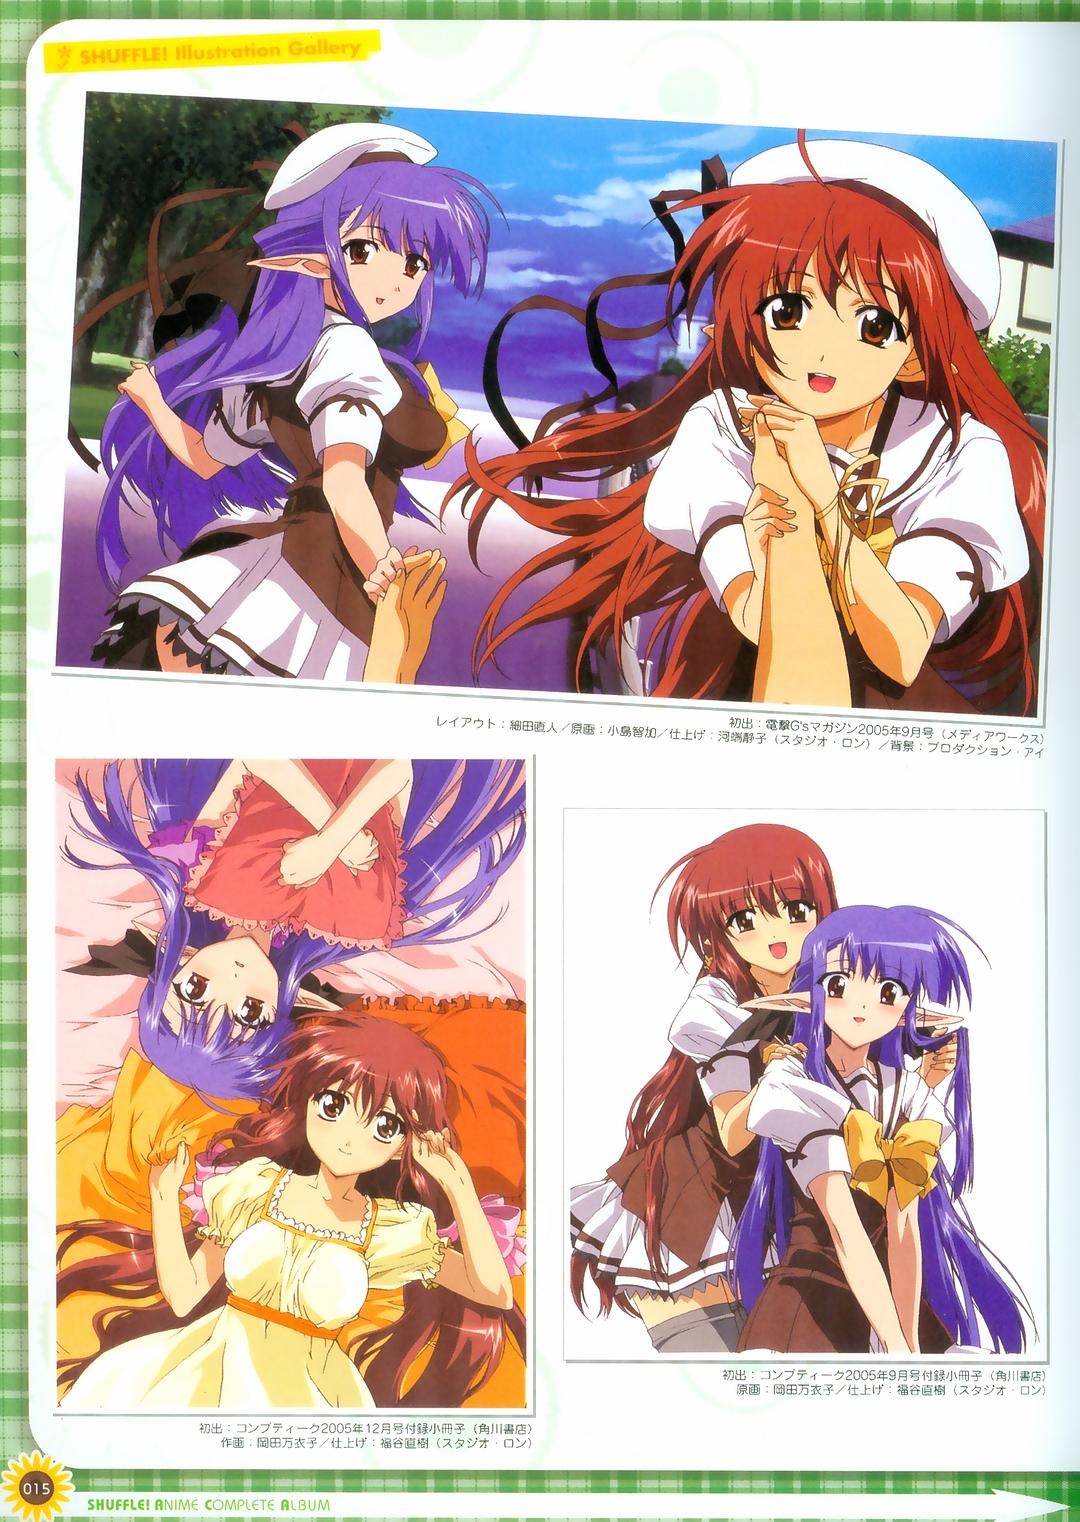 SHUFFLE! Illustration Gallery
初出：電撃G'sマガジン2005年9月号（メディアワークス）
レイアウト：細田直人／原画：小島智加／仕上げ：河端静子（スタジオ・ロン）／背景：プロダクション・アイ
初出：コンプティーク2005年9月号付録小冊子（角川書店）
原画：岡田万衣子／仕上げ：福谷直樹（スタジオ・ロン）
初出：コンプティーク2005年12月号付録小冊子（角川書店）
作画：岡田万衣子／仕上げ：福谷直樹（スタジオ・ロン）
015
SHUFFLE! ANIME COMPLETE ALBUM